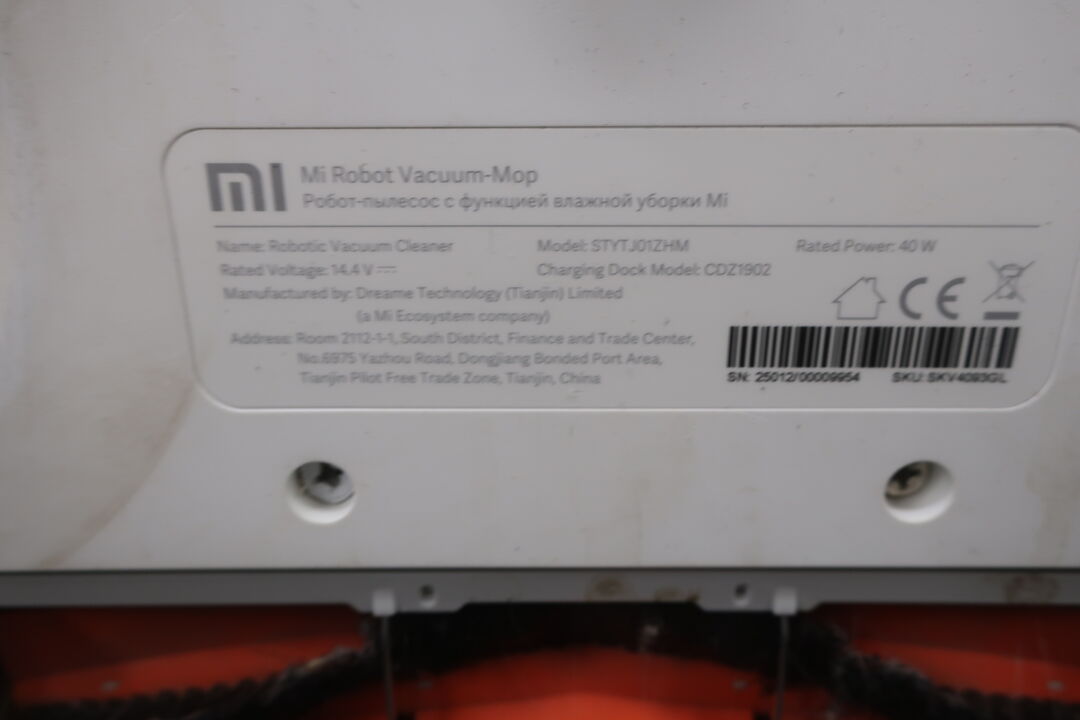 MI
Mi Robot Vacuum-Mop
Робот-пылесос с функцией влажной уборки Mi
Name: Robotic Vacuum Cleaner Model: STYTJ01ZHM Rated Power: 40 W
Rated Voltage: 14.4 V Charging Dock Model: CDZ1902
Manufactured by: Dreame Technology (Tianjin) Limited
(a Mi Ecosystem company)
Address: Room 2112-1-1, South District, Finance and Trade Center,
No.6975 Yazhou Road, Dongjiang Bonded Port Area,
Tianjin Pilot Free Trade Zone, Tianjin, China
CE
SN: 25012/00009954 SKU: SKV4093GL